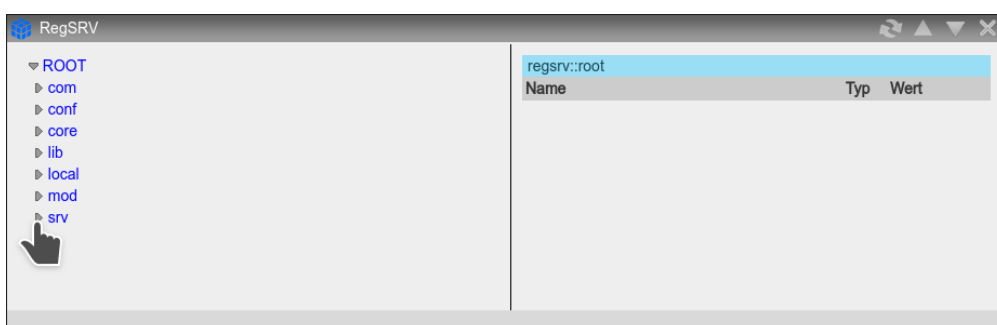 RegSRV
ROOT
com
conf
core
lib
local
mod
srv
regsrv::root
Name Typ Wert